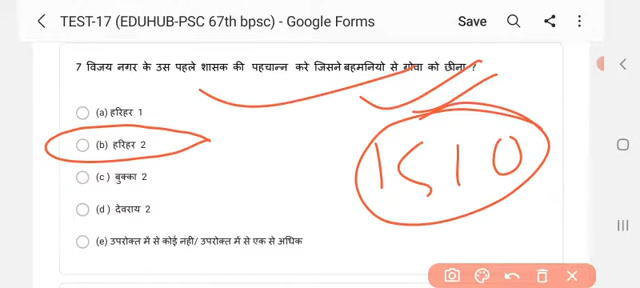 TEST-17 (EDUHUB-PSC 67th bpsc) - Google Forms
Save
7 विजय नगर के उस पहले शासक की पहचान्न करे जिसने बहमनियो से गोवा को छीना ?
(a) हरिहर 1
(b) हरिहर 2
(c) बुक्का 2
(d) देवराय 2
(e) उपरोक्त में से कोई नही/ उपरोक्त में से एक से अधिक
1510